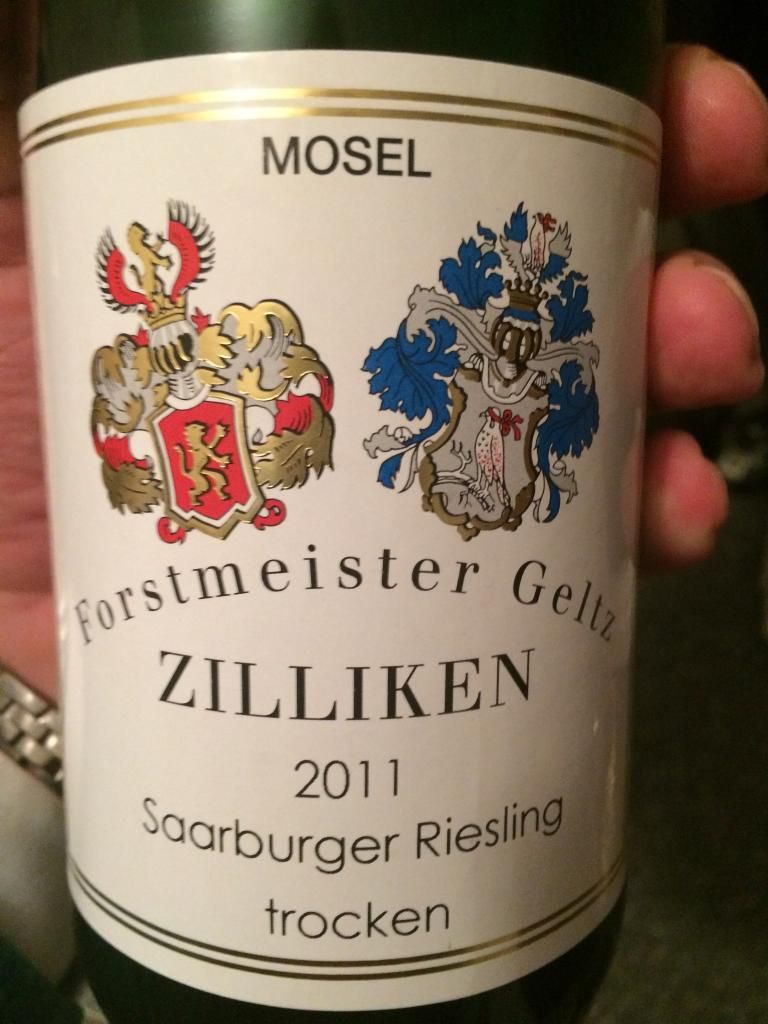 MOSEL
Forstmeister Geltz
ZILLIKEN
2011
Saarburger Riesling
trocken